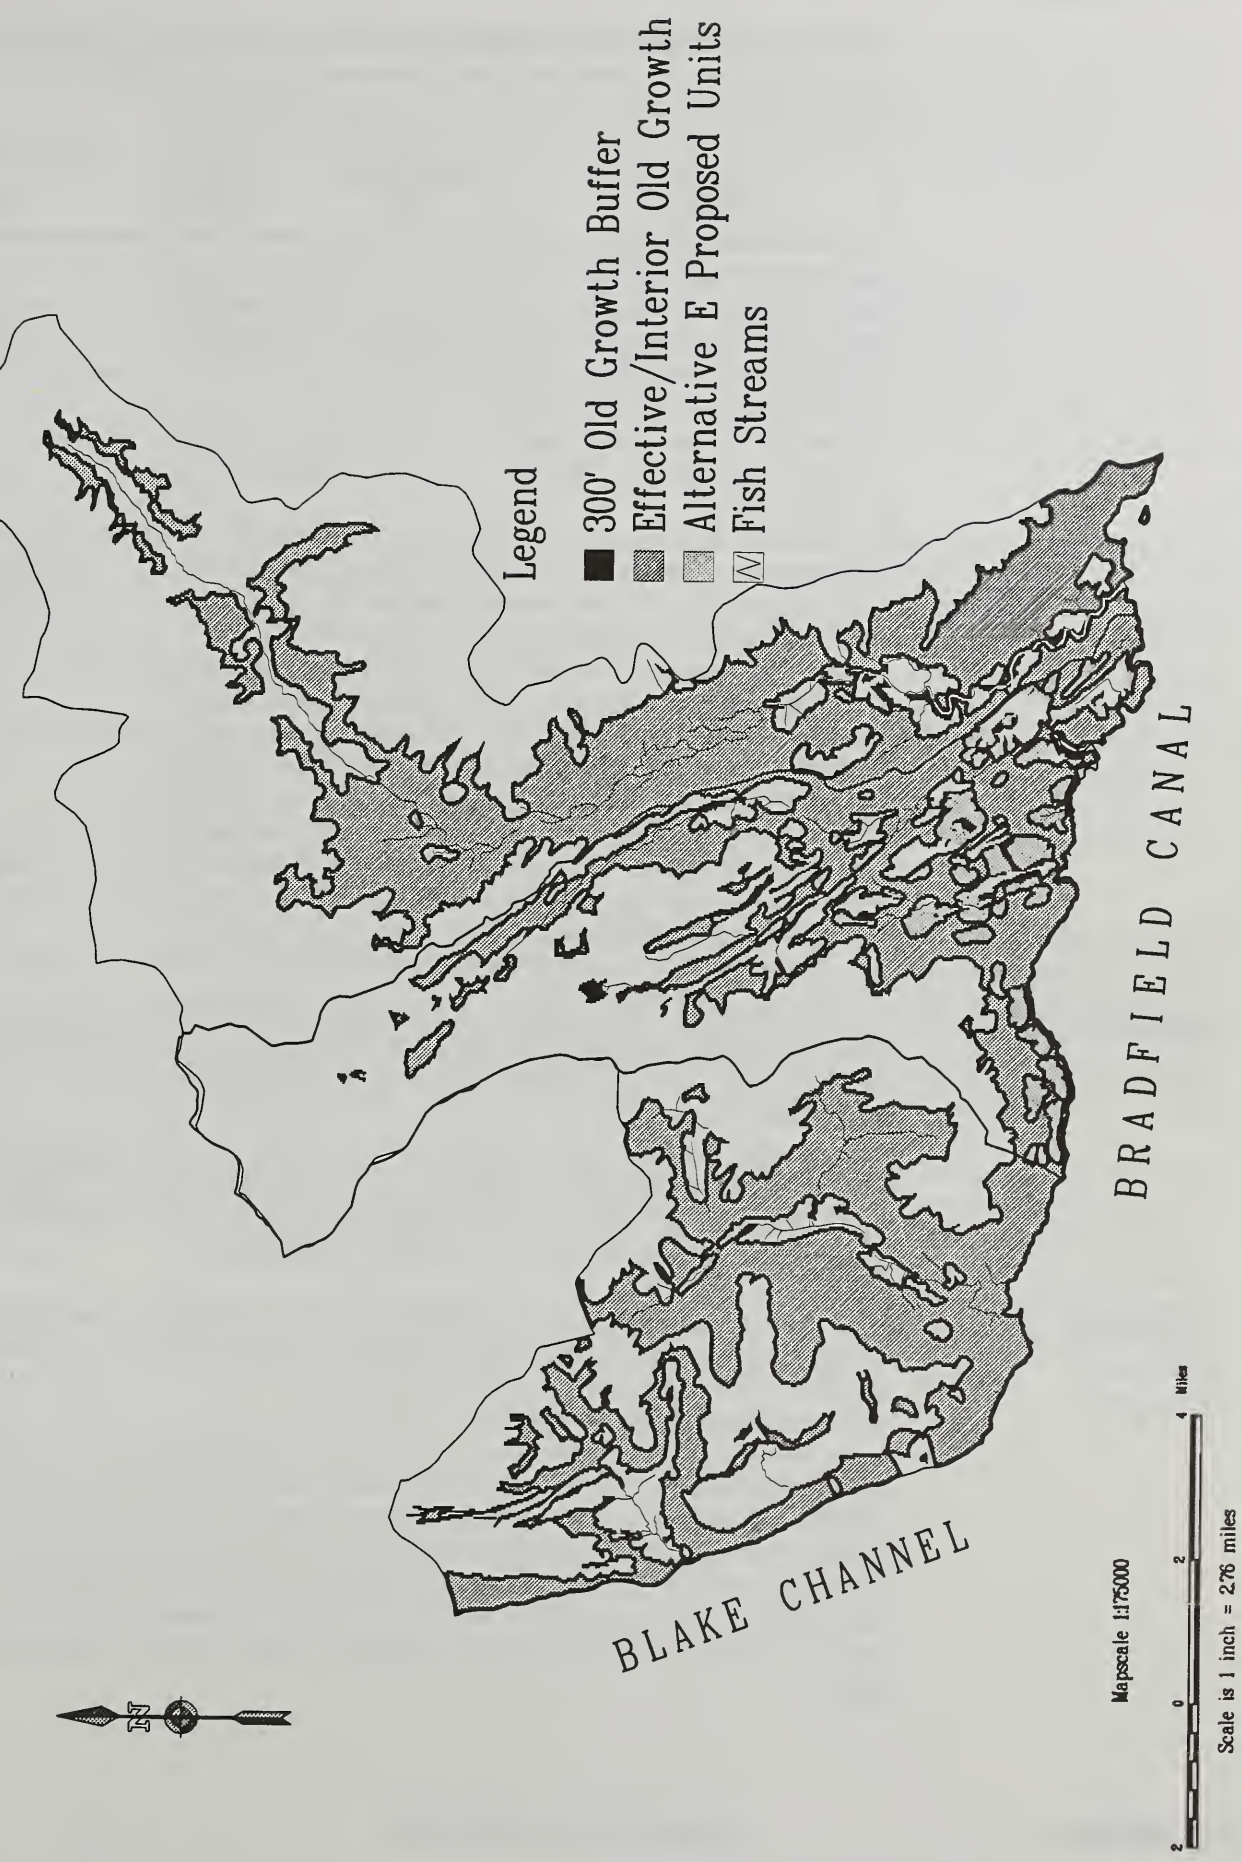 N
Legend
300' Old Growth Buffer
Effective/Interior Old Growth
Alternative E Proposed Units
Fish Streams
BLAKE CHANNEL
BRADFIELD CANAL
Mapscale 1:175000
2 0 2 4 Miles
Scale is 1 inch = 2.76 miles